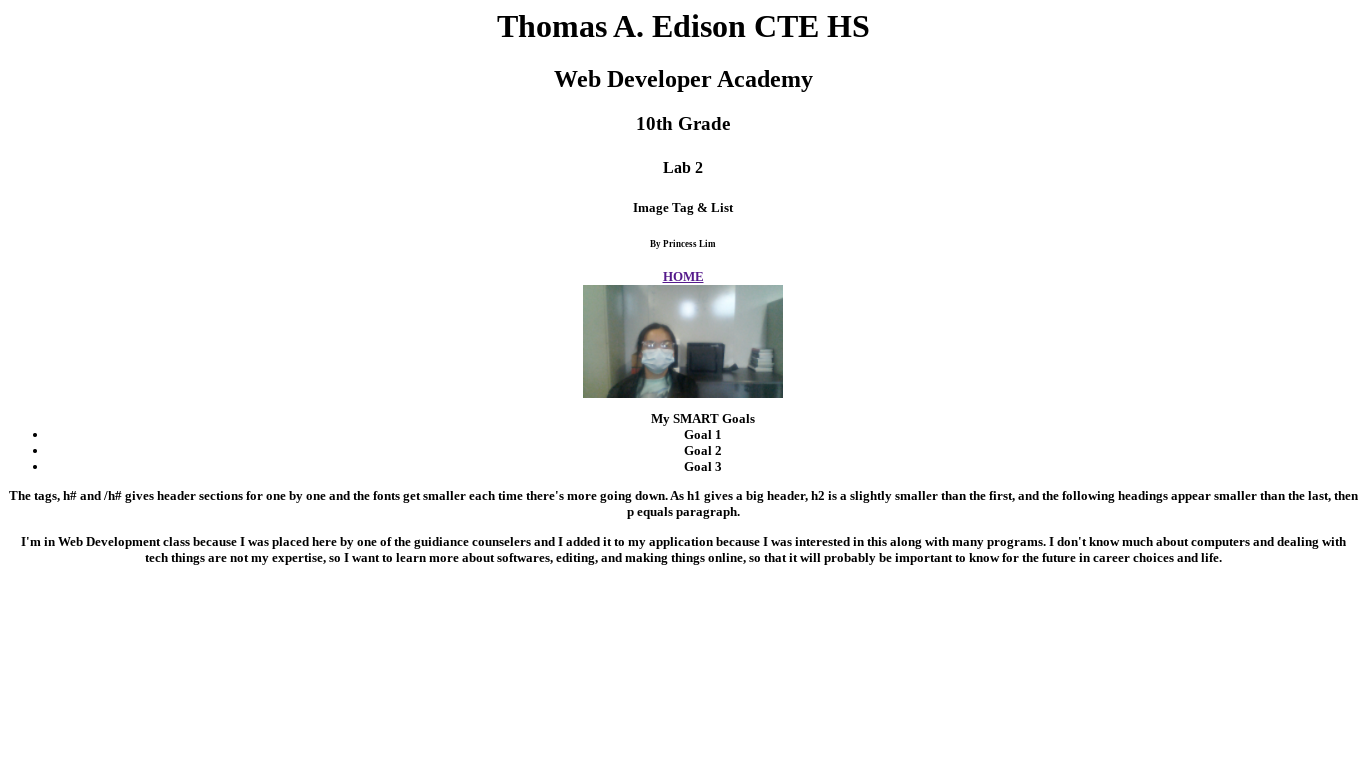 Thomas A. Edison CTE HS
Web Developer Academy
10th Grade
Lab 2
Image Tag & List
By Princess Lim
HOME
My SMART Goals
Goal 1
Goal 2
Goal 3
The tags, h# and /h# gives header sections for one by one and the fonts get smaller each time there's more going down. As h1 gives a big header, h2 is a slightly smaller than the first, and the following headings appear smaller than the last, then
p equals paragraph.
I'm in Web Development class because I was placed here by one of the guidiance counselers and I added it to my application because I was interested in this along with many programs. I don't know much about computers and dealing with
tech things are not my expertise, so I want to learn more about softwares, editing, and making things online, so that it will probably be important to know for the future in career choices and life.